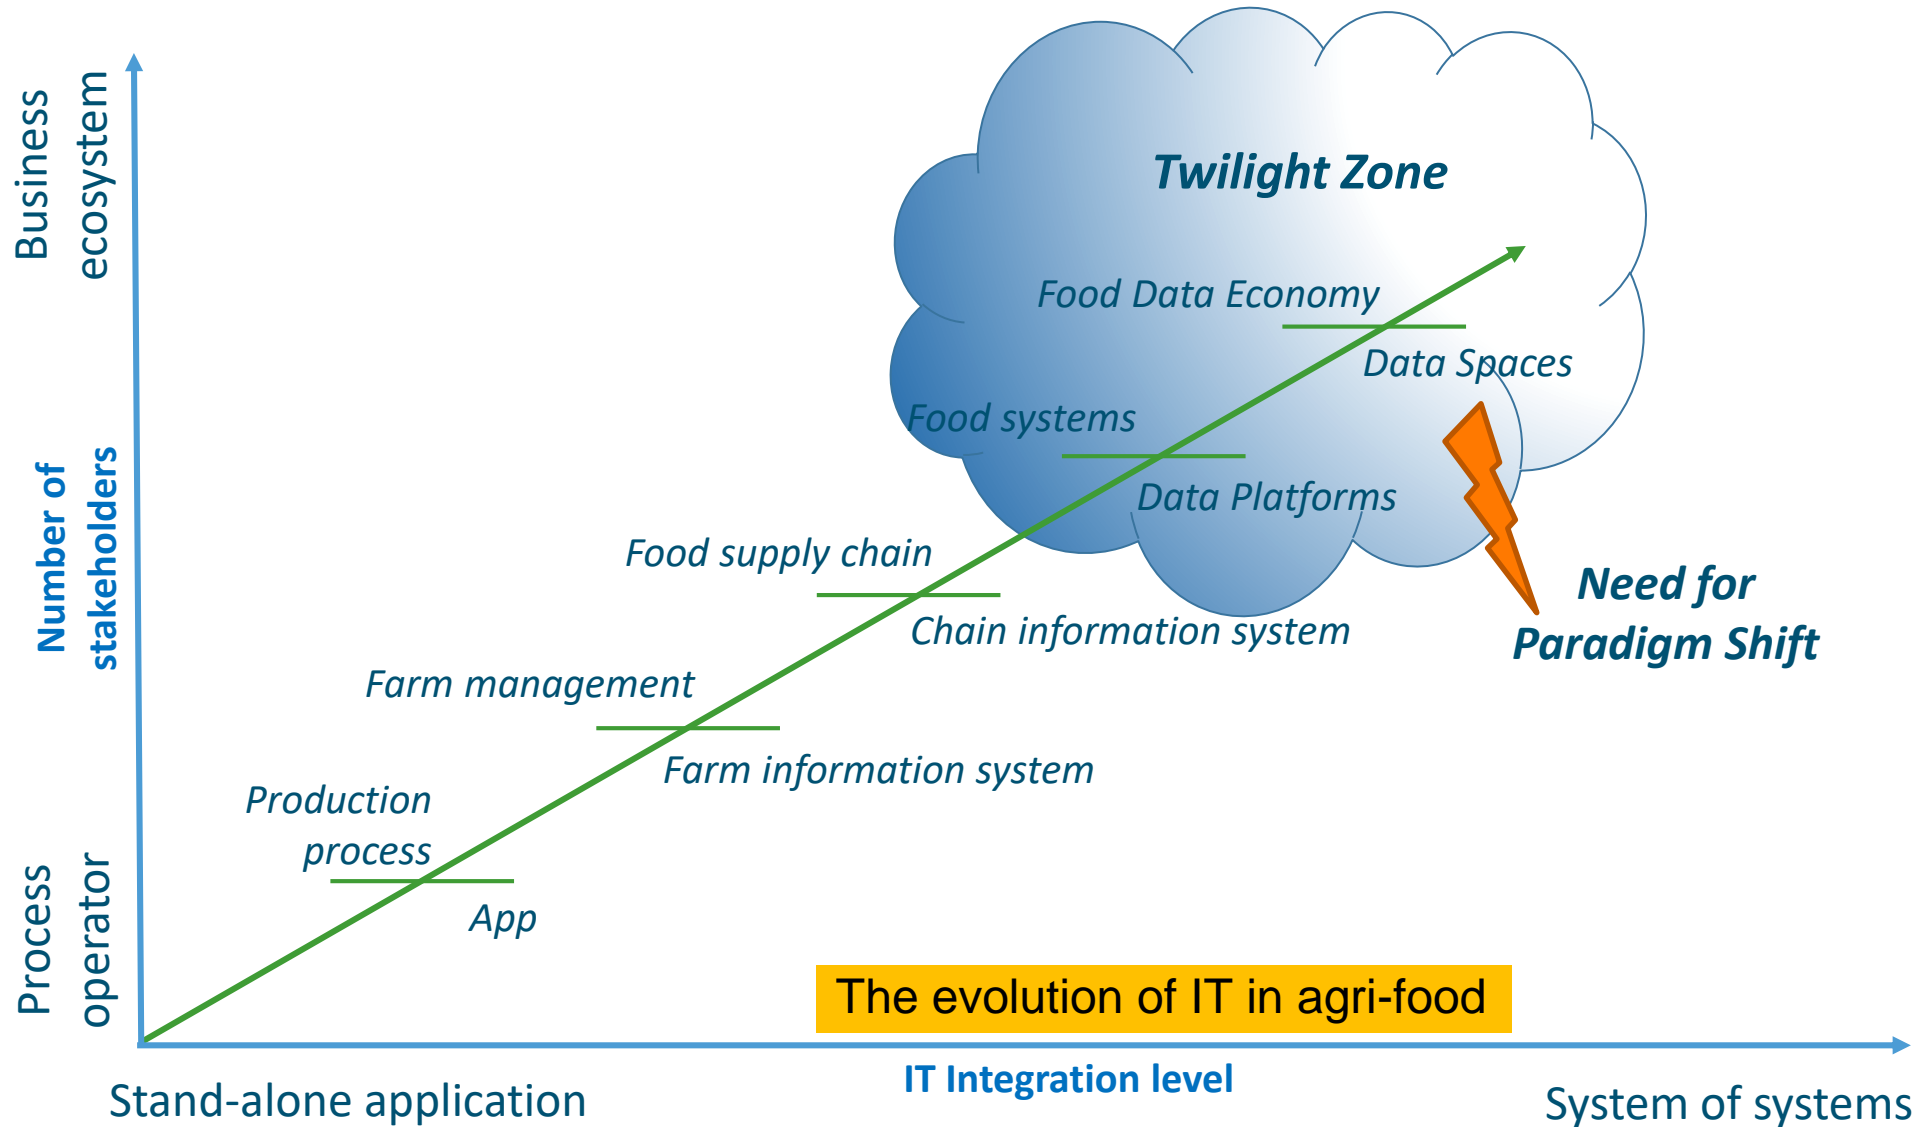 Business
ecosystem
Number of
stakeholders
Process
operator
Twilight Zone
Food Data Economy
Data Spaces
Food systems
Data Platforms
Food supply chain
Chain information system
Need for
Paradigm Shift
Farm management
Farm information system
Production
process
App
The evolution of IT in agri-food
IT Integration level
Stand-alone application
System of systems